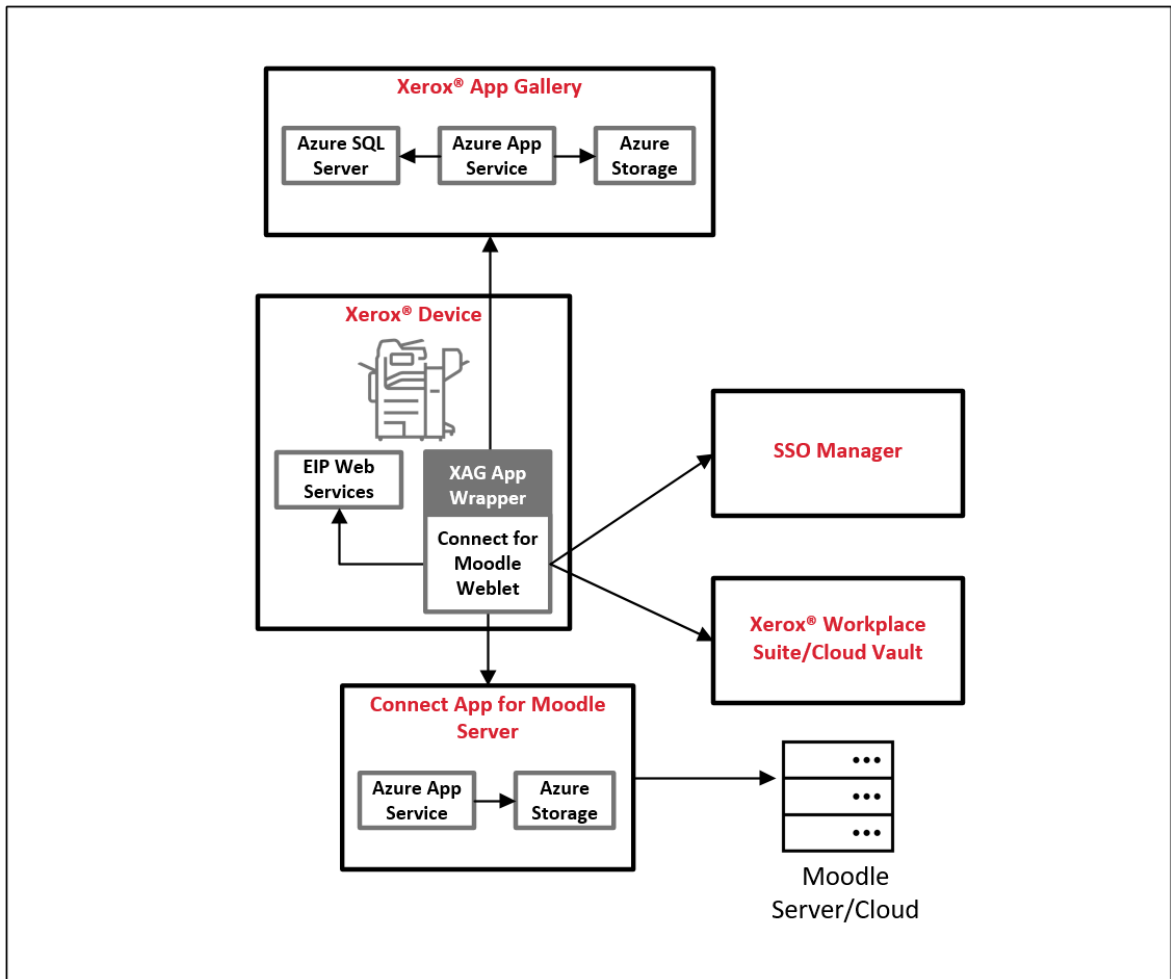 Xerox® App Gallery
Azure SQL
Server
Azure App
Service
Azure
Storage
Xerox® Device
EIP Web
Services
XAG App
Wrapper
Connect for
Moodle
Weblet
SSO Manager
Xerox® Workplace
Suite/Cloud Vault
Connect App for Moodle
Server
Azure App
Service
Azure
Storage
Moodle
Server/Cloud